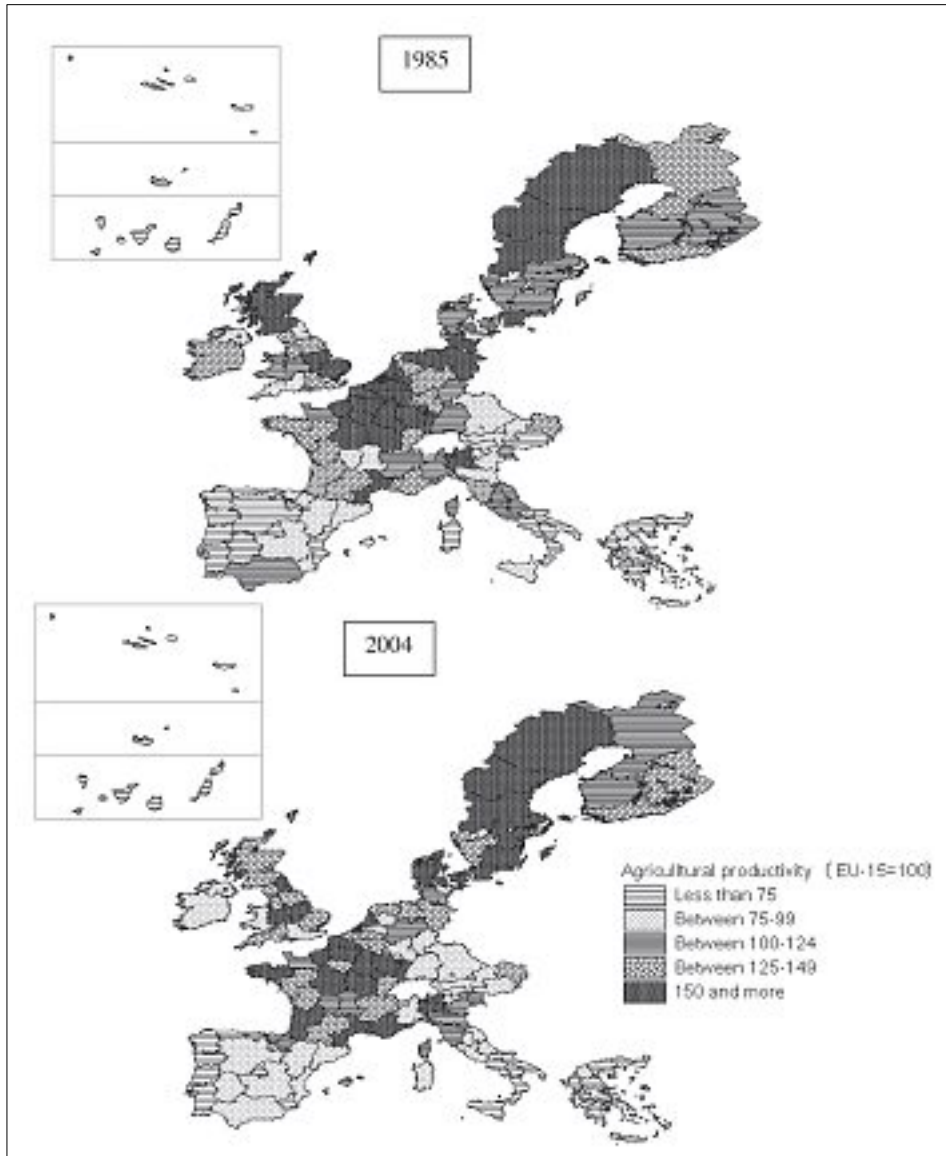 1985
2004
Agricultural productivity ( EU-15=100)
Less than 75
Between 75-99
Between 100-124
Between 125-149
150 and more